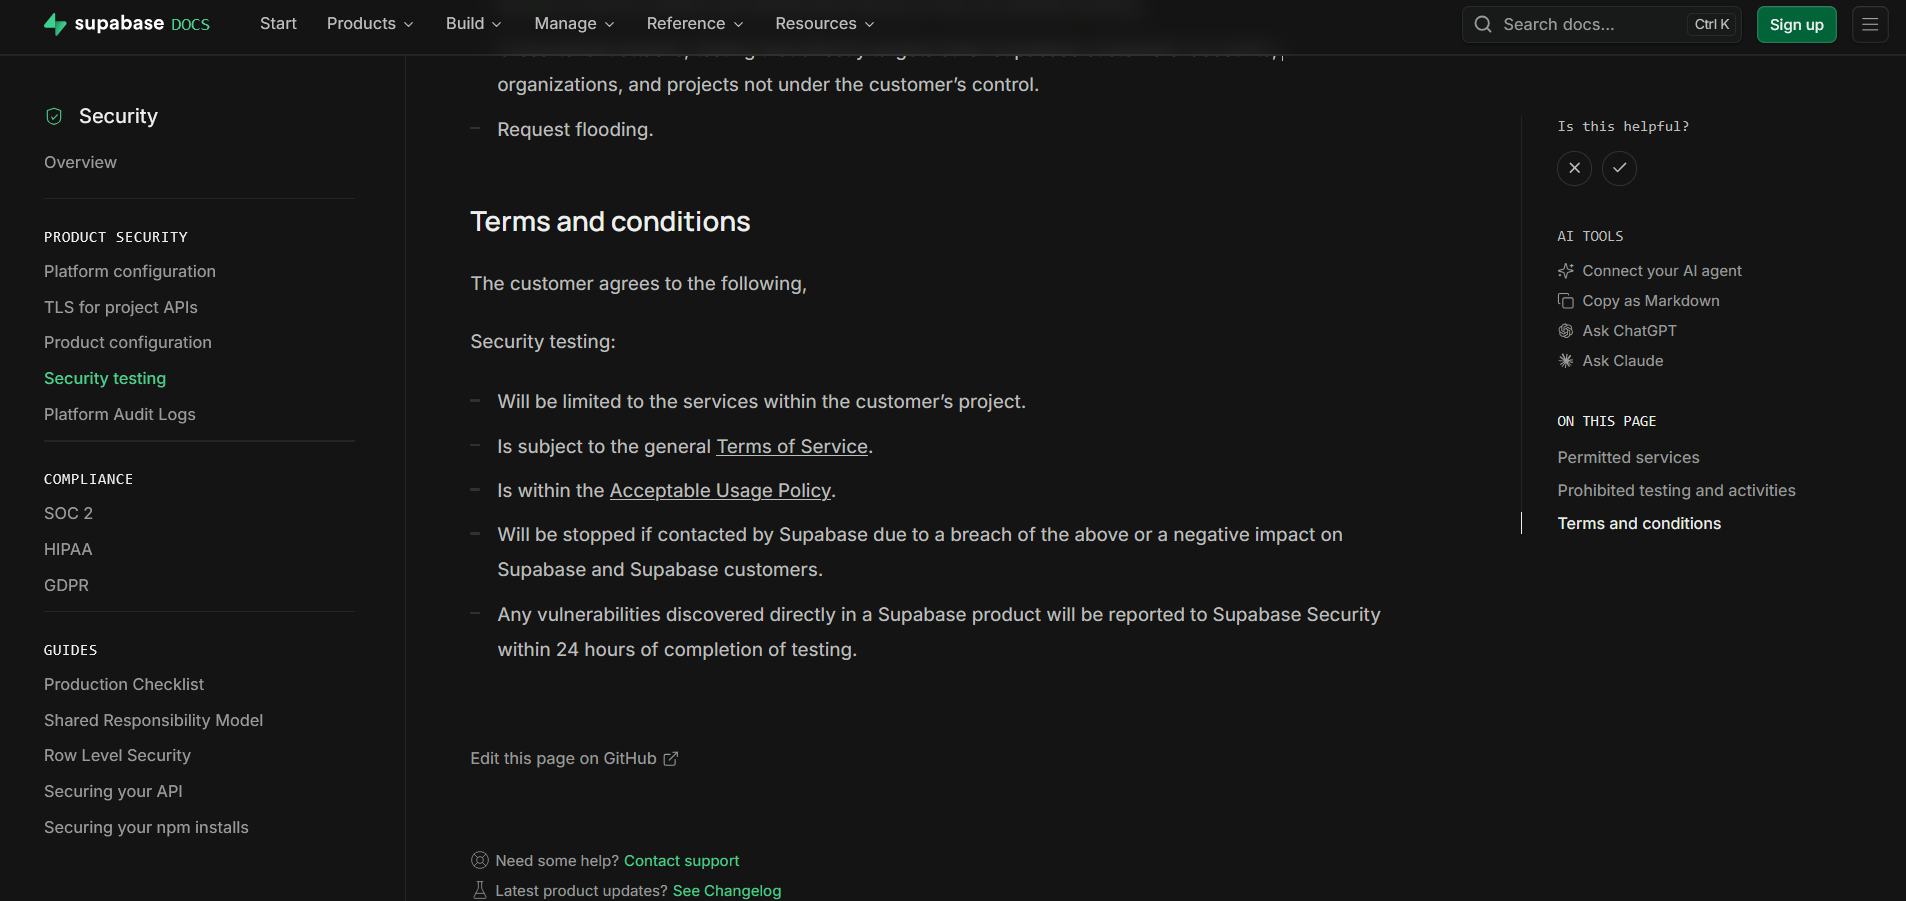 supabase DOCS
Start
Products
Build
Manage
Reference
Resources
Search docs...
Ctrl K
Sign up
Security
Overview
PRODUCT SECURITY
Platform configuration
TLS for project APIs
Product configuration
Security testing
Platform Audit Logs
COMPLIANCE
SOC 2
HIPAA
GDPR
GUIDES
Production Checklist
Shared Responsibility Model
Row Level Security
Securing your API
Securing your npm installs
organizations, and projects not under the customer’s control.
Request flooding.
Terms and conditions
The customer agrees to the following,
Security testing:
Will be limited to the services within the customer’s project.
Is subject to the general Terms of Service.
Is within the Acceptable Usage Policy.
Will be stopped if contacted by Supabase due to a breach of the above or a negative impact on
Supabase and Supabase customers.
Any vulnerabilities discovered directly in a Supabase product will be reported to Supabase Security
within 24 hours of completion of testing.
Edit this page on GitHub
Need some help? Contact support
Latest product updates? See Changelog
Is this helpful?
AI TOOLS
Connect your AI agent
Copy as Markdown
Ask ChatGPT
Ask Claude
ON THIS PAGE
Permitted services
Prohibited testing and activities
Terms and conditions